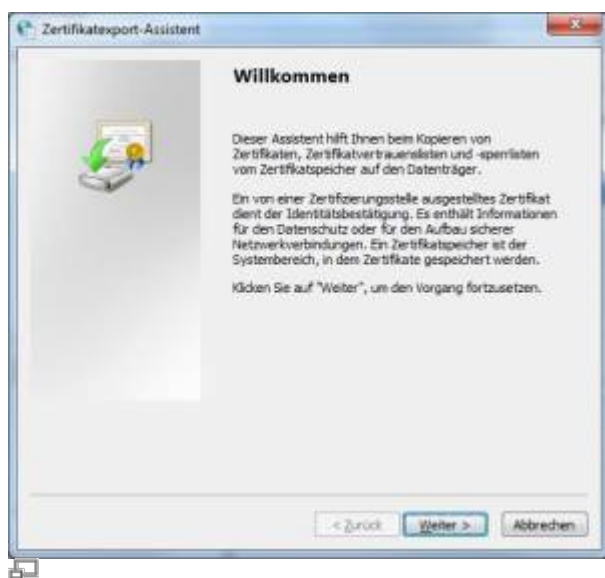 Zertifikatexport-Assistent
Willkommen
Dieser Assistent hilft Ihnen beim Kopieren von
Zertifikaten, Zertifikatvertrauenslisten und -sperrlisten
vom Zertifikatspeicher auf den Datenträger.
Ein von einer Zertifizierungsstelle ausgestelltes Zertifikat
dient der Identitätsbestätigung. Es enthält Informationen
für den Datenschutz oder für den Aufbau sicherer
Netzwerkverbindungen. Ein Zertifikatspeicher ist der
Systembereich, in dem Zertifikate gespeichert werden.
Klicken Sie auf "Weiter", um den Vorgang fortzusetzen.
< Zurück Weiter > Abbrechen